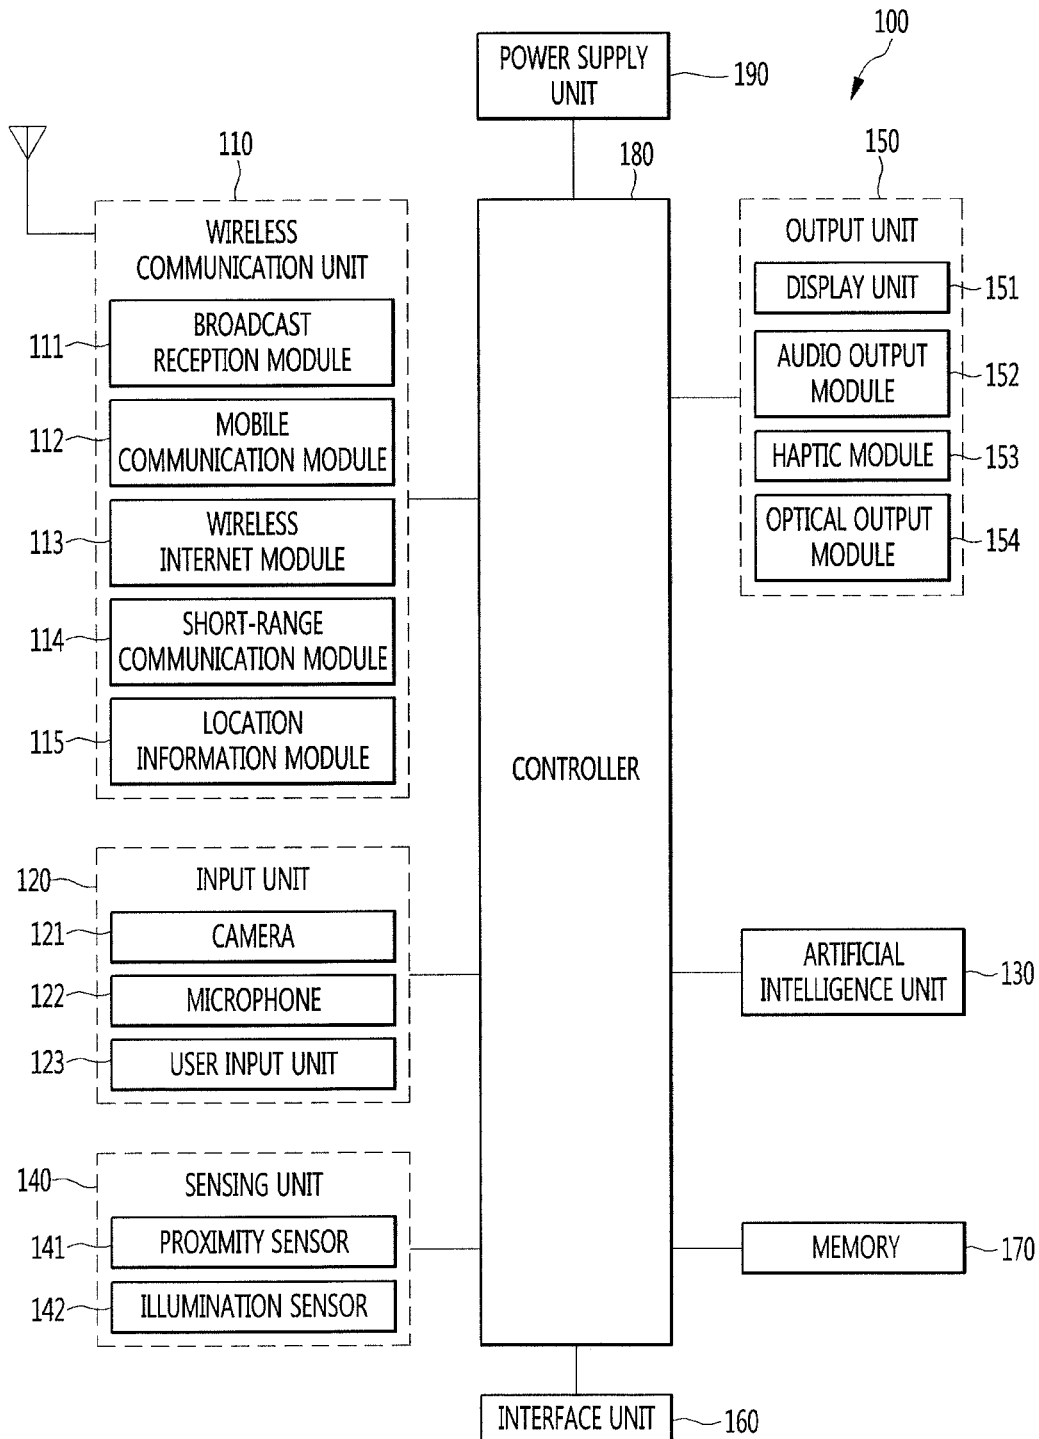 100
POWER SUPPLY
UNIT
190
110
180
150
WIRELESS
COMMUNICATION UNIT
111
BROADCAST
RECEPTION MODULE
112
MOBILE
COMMUNICATION MODULE
113
WIRELESS
INTERNET MODULE
114
SHORT-RANGE
COMMUNICATION MODULE
115
LOCATION
INFORMATION MODULE
120
INPUT UNIT
121
CAMERA
122
MICROPHONE
123
USER INPUT UNIT
140
SENSING UNIT
141
PROXIMITY SENSOR
142
ILLUMINATION SENSOR
CONTROLLER
OUTPUT UNIT
DISPLAY UNIT
151
AUDIO OUTPUT
MODULE
152
HAPTIC MODULE
153
OPTICAL OUTPUT
MODULE
154
ARTIFICIAL
INTELLIGENCE UNIT
130
MEMORY
170
INTERFACE UNIT
160